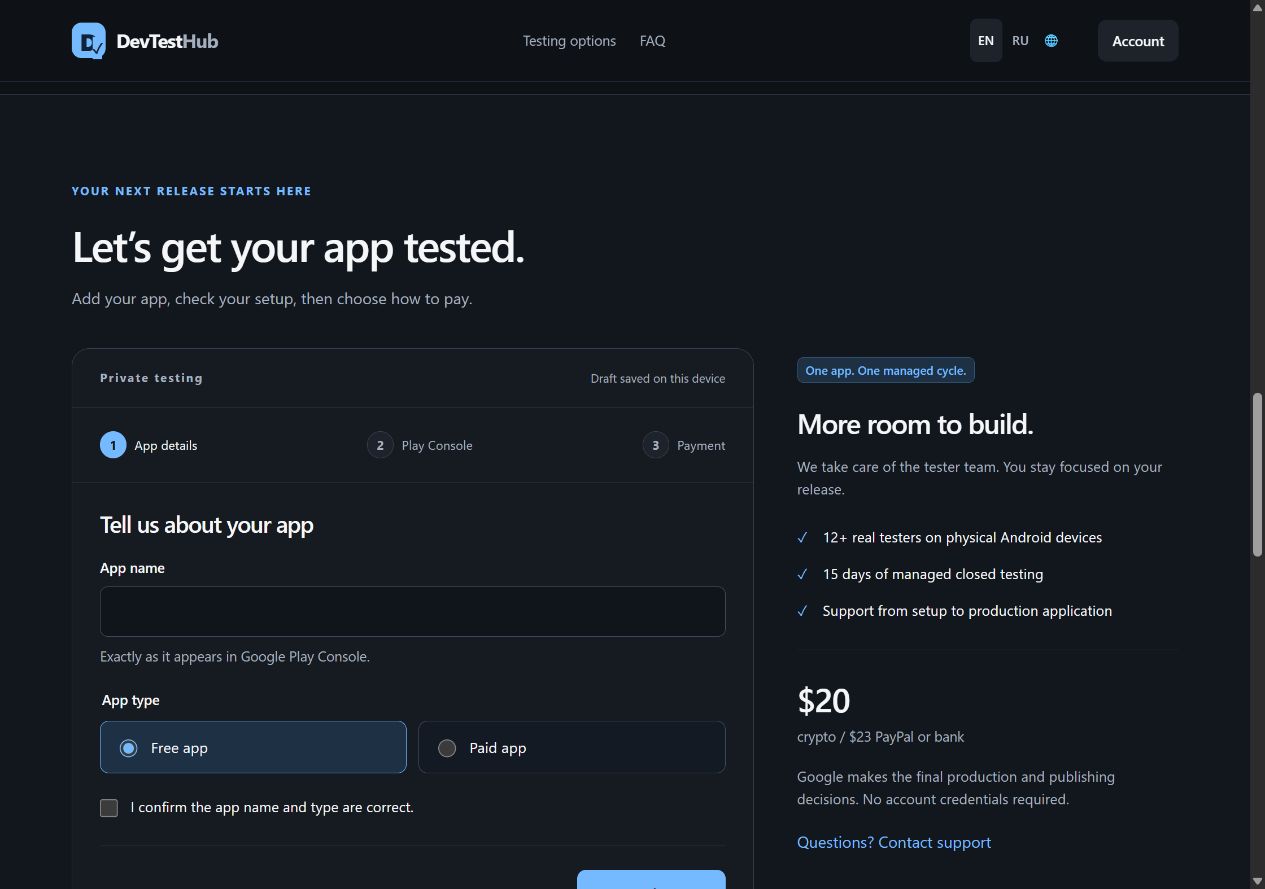 DevTestHub
Testing options
FAQ
EN
RU
Account
YOUR NEXT RELEASE STARTS HERE
Let’s get your app tested.
Add your app, check your setup, then choose how to pay.
Private testing
Draft saved on this device
1 App details
2 Play Console
3 Payment
Tell us about your app
App name
Exactly as it appears in Google Play Console.
App type
Free app
Paid app
I confirm the app name and type are correct.
One app. One managed cycle.
More room to build.
We take care of the tester team. You stay focused on your
release.
✓ 12+ real testers on physical Android devices
✓ 15 days of managed closed testing
✓ Support from setup to production application
$20
crypto / $23 PayPal or bank
Google makes the final production and publishing
decisions. No account credentials required.
Questions? Contact support